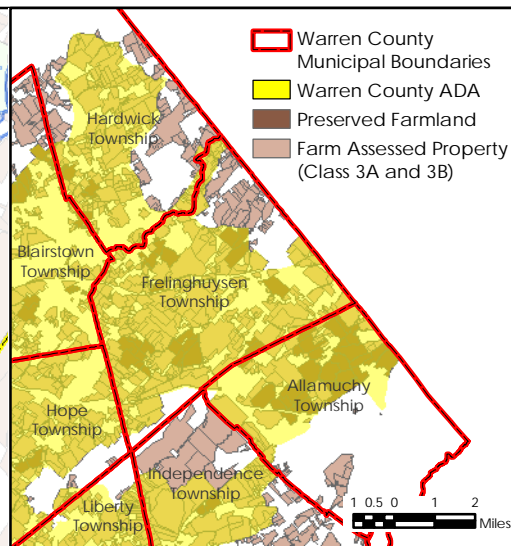 Warren County
Municipal Boundaries
Warren County ADA
Preserved Farmland
Farm Assessed Property
(Class 3A and 3B)
Hardwick
Township
Blairstown
Township
Frelinghuysen
Township
Allamuchy
Township
Hope
Township
Independence
Township
Liberty
Township
1 0.5 0 1 2
Miles